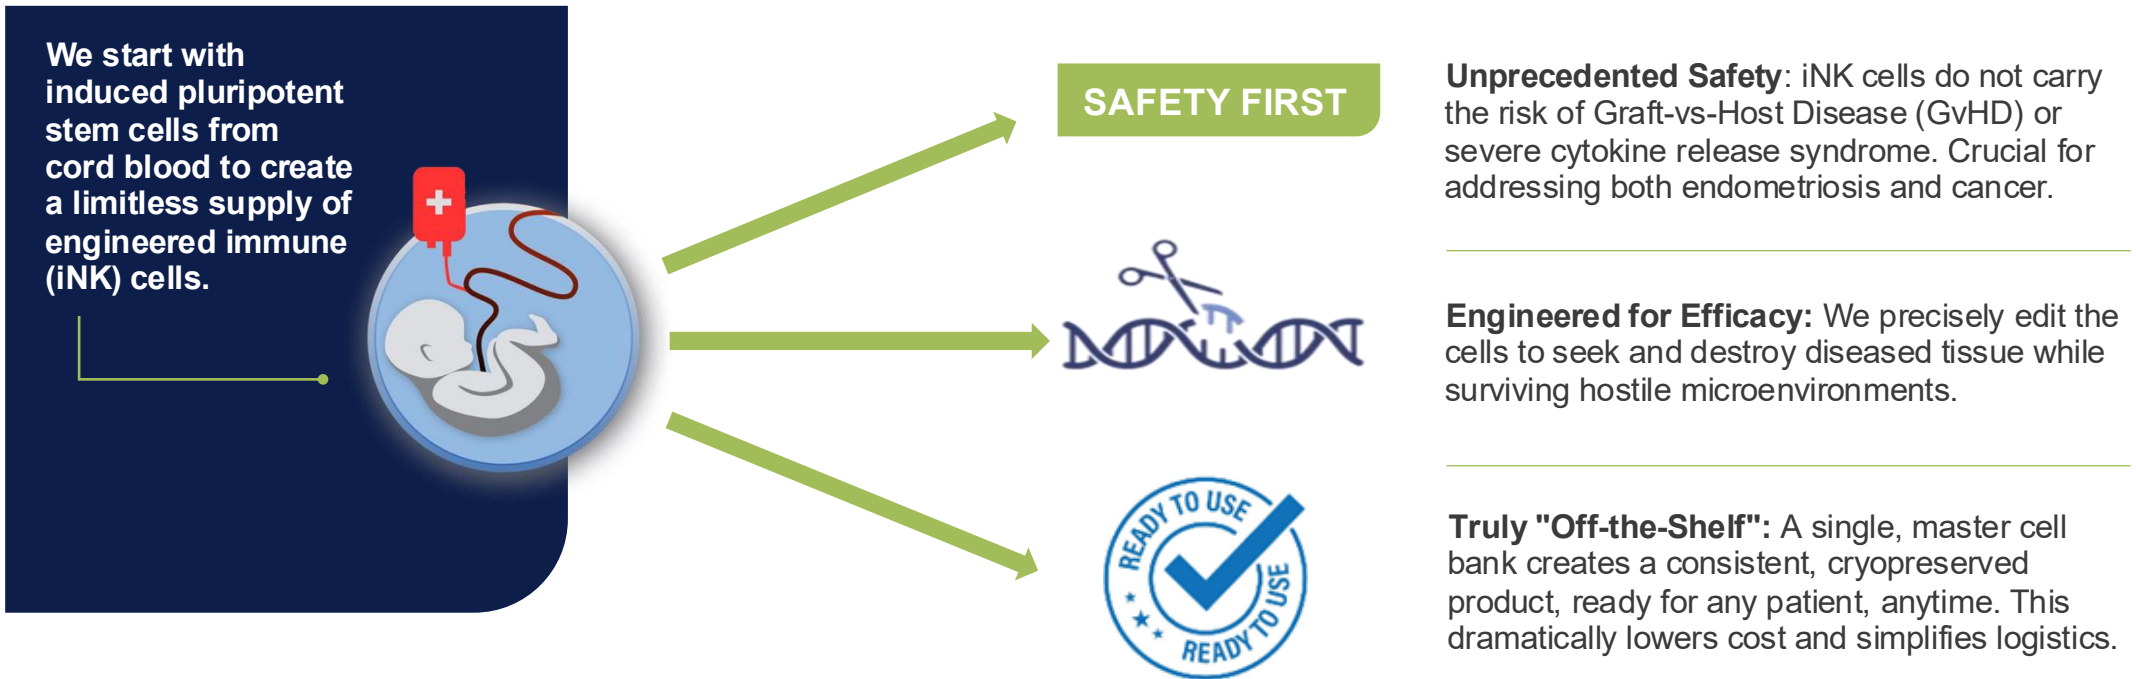 We start with
induced pluripotent
stem cells from
cord blood to create
a limitless supply of
engineered immune
(iNK) cells.
SAFETY FIRST
Unprecedented Safety: iNK cells do not carry
the risk of Graft-vs-Host Disease (GvHD) or
severe cytokine release syndrome. Crucial for
addressing both endometriosis and cancer.
Engineered for Efficacy: We precisely edit the
cells to seek and destroy diseased tissue while
surviving hostile microenvironments.
READY TO USE
READY TO USE
Truly "Off-the-Shelf": A single, master cell
bank creates a consistent, cryopreserved
product, ready for any patient, anytime. This
dramatically lowers cost and simplifies logistics.